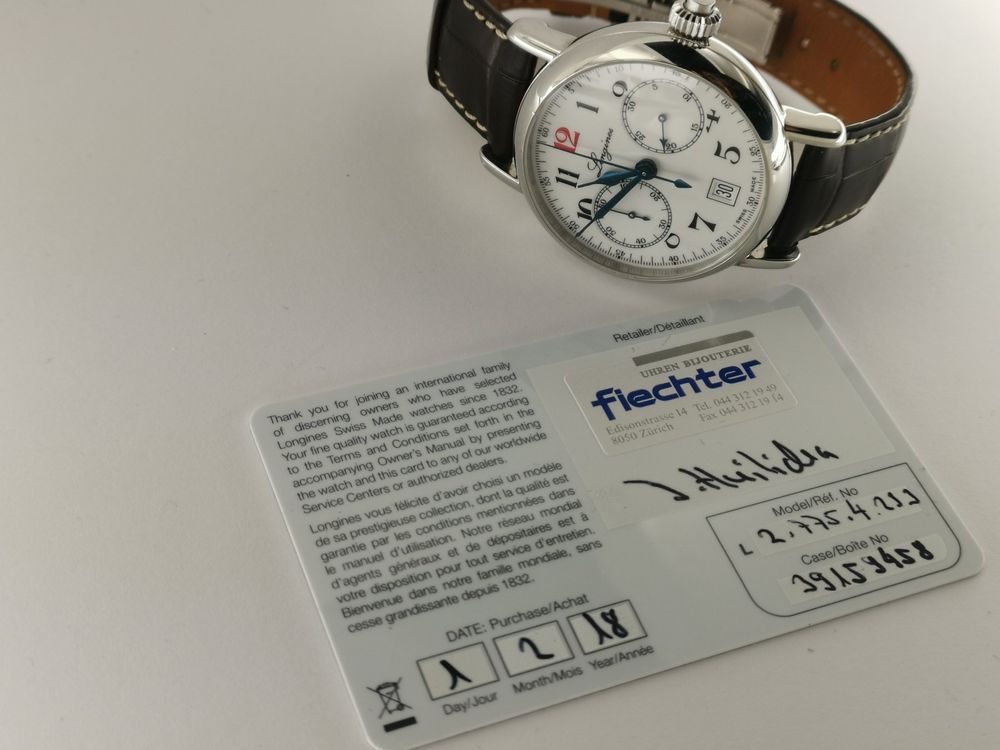 Longines
12
1
2
4
5
30
7
8
10
11
SWISS MADE
Retailer/Détaillant
UHREN BIJOUTERIE
fiechter
Edisonstrasse 14 Tel. 044 312 19 49
8050 Zürich Fax 044 312 19 14
Thank you for joining an international family
of discerning owners who have selected
Longines Swiss Made watches since 1832.
Your fine quality watch is guaranteed according
to the Terms and Conditions set forth in the
accompanying Owner's Manual by presenting
the watch and this card to any of our worldwide
Service Centers or authorized dealers.
Longines vous félicite d'avoir choisi un modèle
de sa prestigieuse collection, dont la qualité est
garantie par les conditions mentionnées dans
le manuel d'utilisation. Notre réseau mondial
d'agents généraux et de dépositaires est à
votre disposition pour tout service d'entretien.
Bienvenue dans notre famille mondiale, sans
cesse grandissante depuis 1832.
Model/Réf. No
L 2.775.4.233
Case/Boîte No
39159458
DATE: Purchase/Achat
1 2 18
Day/Jour Month/Mois Year/Année